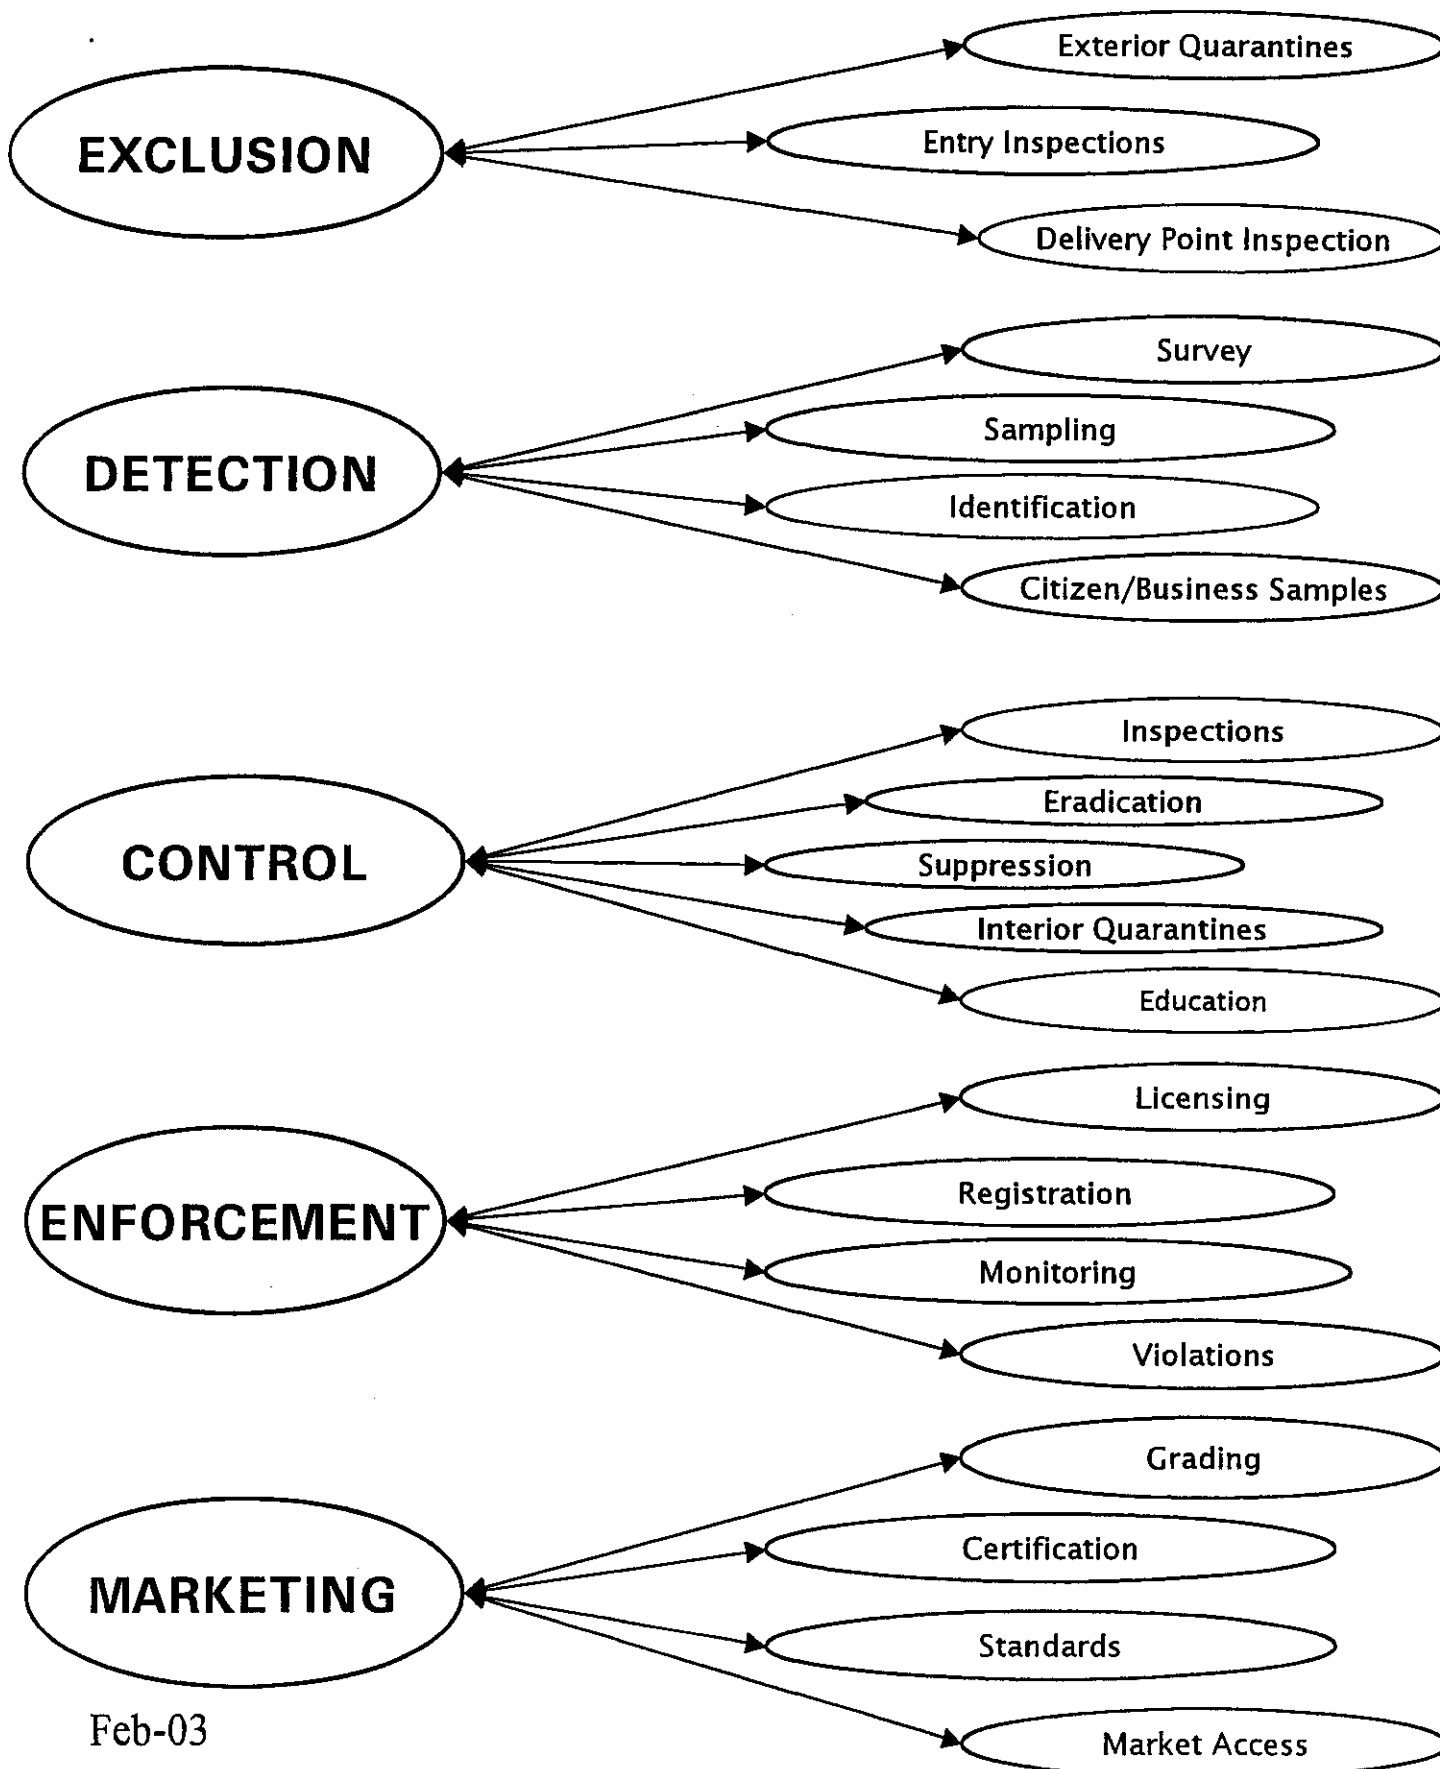 EXCLUSION
Exterior Quarantines
Entry Inspections
Delivery Point Inspection
DETECTION
Survey
Sampling
Identification
Citizen/Business Samples
CONTROL
Inspections
Eradication
Suppression
Interior Quarantines
Education
ENFORCEMENT
Licensing
Registration
Monitoring
Violations
MARKETING
Grading
Certification
Standards
Market Access
Feb-03